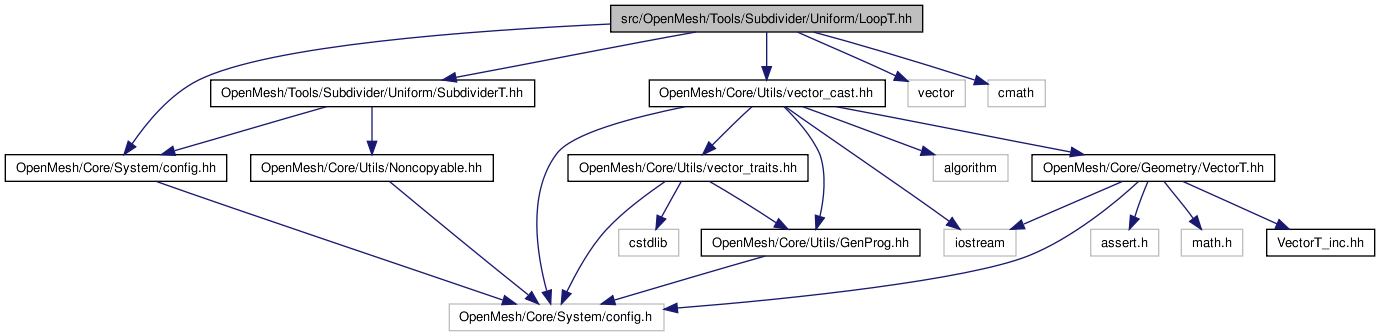 src/OpenMesh/Tools/Subdivider/Uniform/LoopT.hh
OpenMesh/Tools/Subdivider/Uniform/SubdividerT.hh
OpenMesh/Core/Utils/vector_cast.hh
vector
cmath
OpenMesh/Core/System/config.hh
OpenMesh/Core/Utils/Noncopyable.hh
OpenMesh/Core/Utils/vector_traits.hh
algorithm
OpenMesh/Core/Geometry/VectorT.hh
cstdlib
OpenMesh/Core/Utils/GenProg.hh
iostream
assert.h
math.h
VectorT_inc.hh
OpenMesh/Core/System/config.h